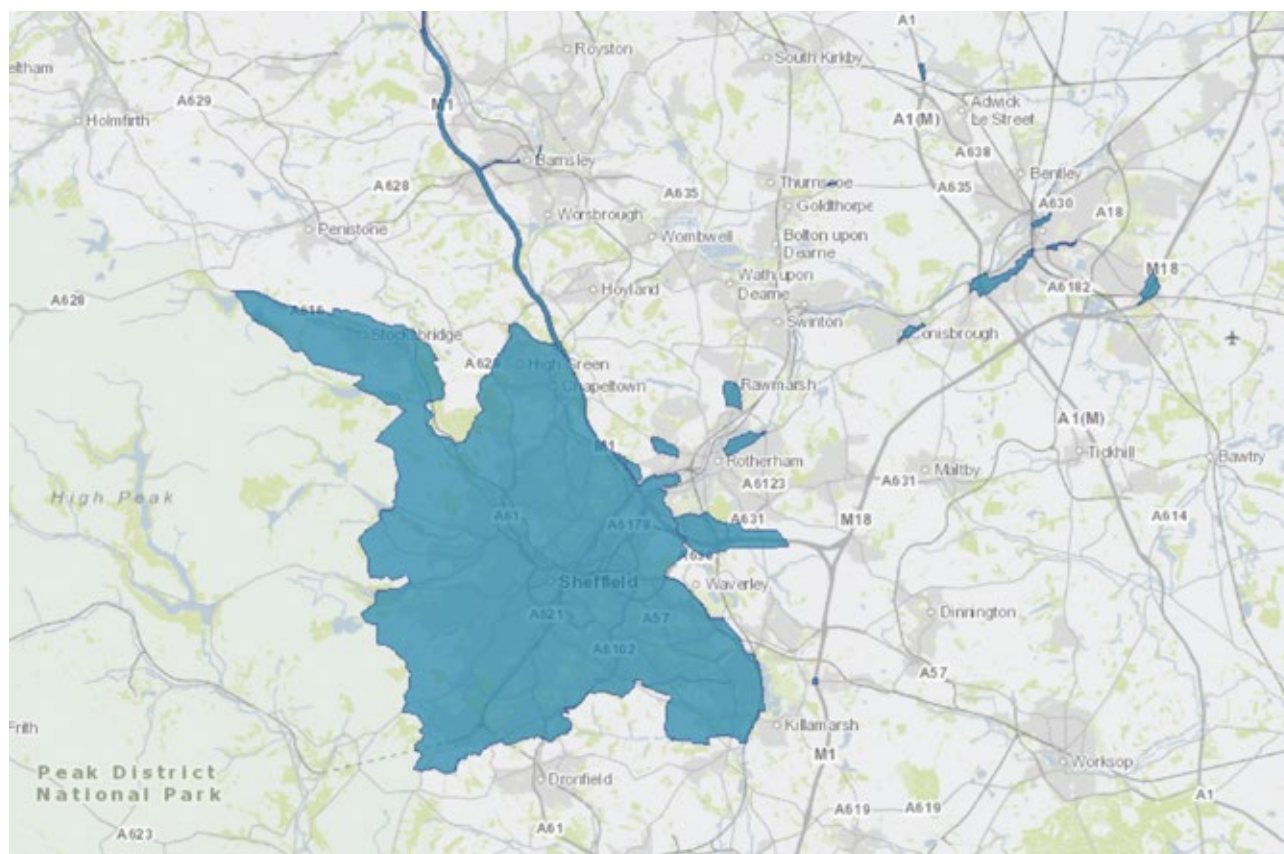 A1
Royston
South Kirkby
eltham
A629
M1
Adwick
Le Street
A1(M)
Holmfirth
A638
Barnsley
Bentley
A628
Thurnscoe
A635
A635
Goldthorpe
A630
A18
Worsbrough
Penistone
Wombwell
Bolton upon
Dearne
Wath upon
Dearne
M18
A628
Hoyland
A6182
A616
Swinton
Stocksbridge
Conisbrough
A629
High Green
Chapeltown
Rawmarsh
A1(M)
M1
Rotherham
Tickhill
Bawtry
Maltby
High Peak
A6123
A631
A61
A6178
A631
M18
A614
A630
Sheffield
Waverley
A621
A57
Dinnington
A6102
A57
Frith
Killamarsh
M1
Worksop
Peak District
National Park
Dronfield
A1
A619
A619
A623
A61